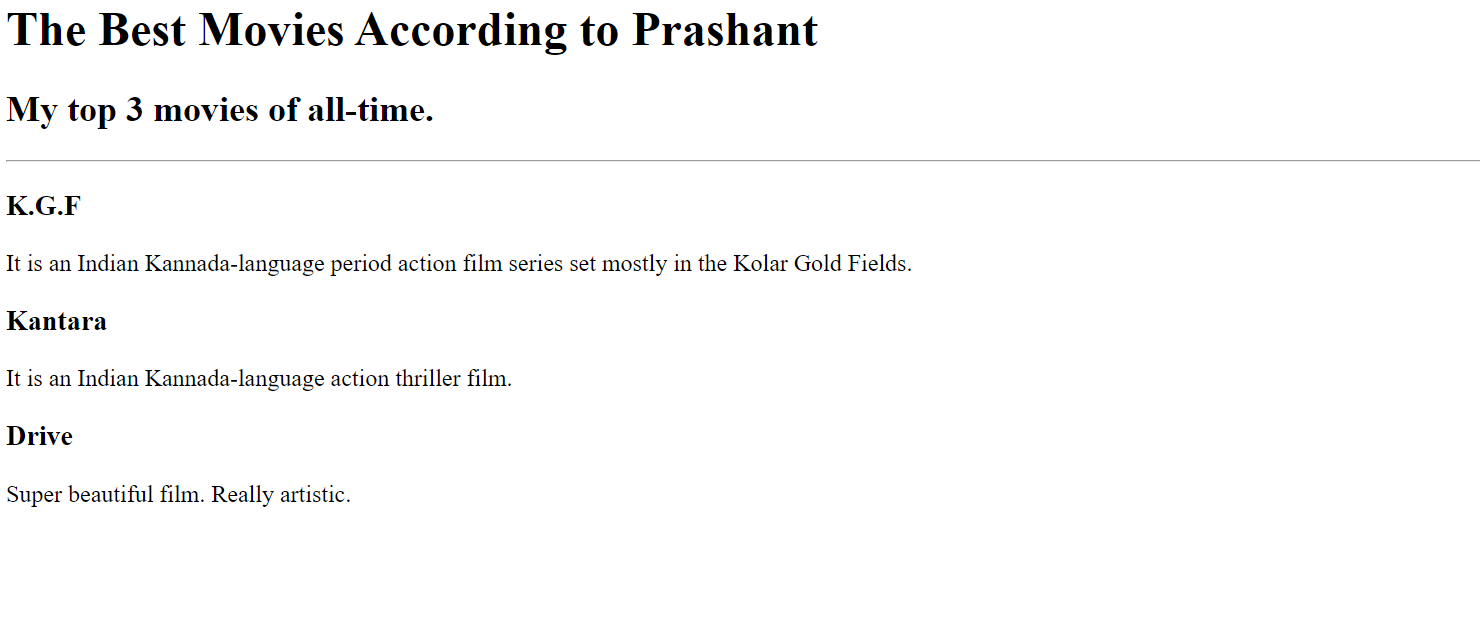 The Best Movies According to Prashant
My top 3 movies of all-time.
K.G.F
It is an Indian Kannada-language period action film series set mostly in the Kolar Gold Fields.
Kantara
It is an Indian Kannada-language action thriller film.
Drive
Super beautiful film. Really artistic.